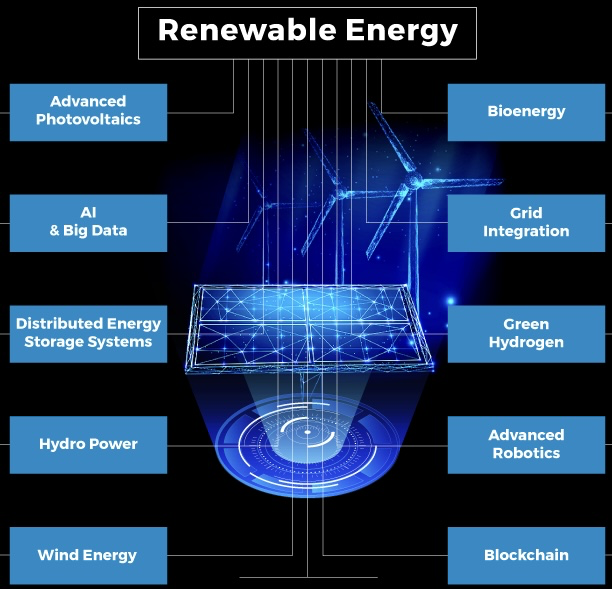 Renewable Energy
Advanced
Photovoltaics
Bioenergy
AI
& Big Data
Grid
Integration
Distributed Energy
Storage Systems
Green
Hydrogen
Hydro Power
Advanced
Robotics
Wind Energy
Blockchain